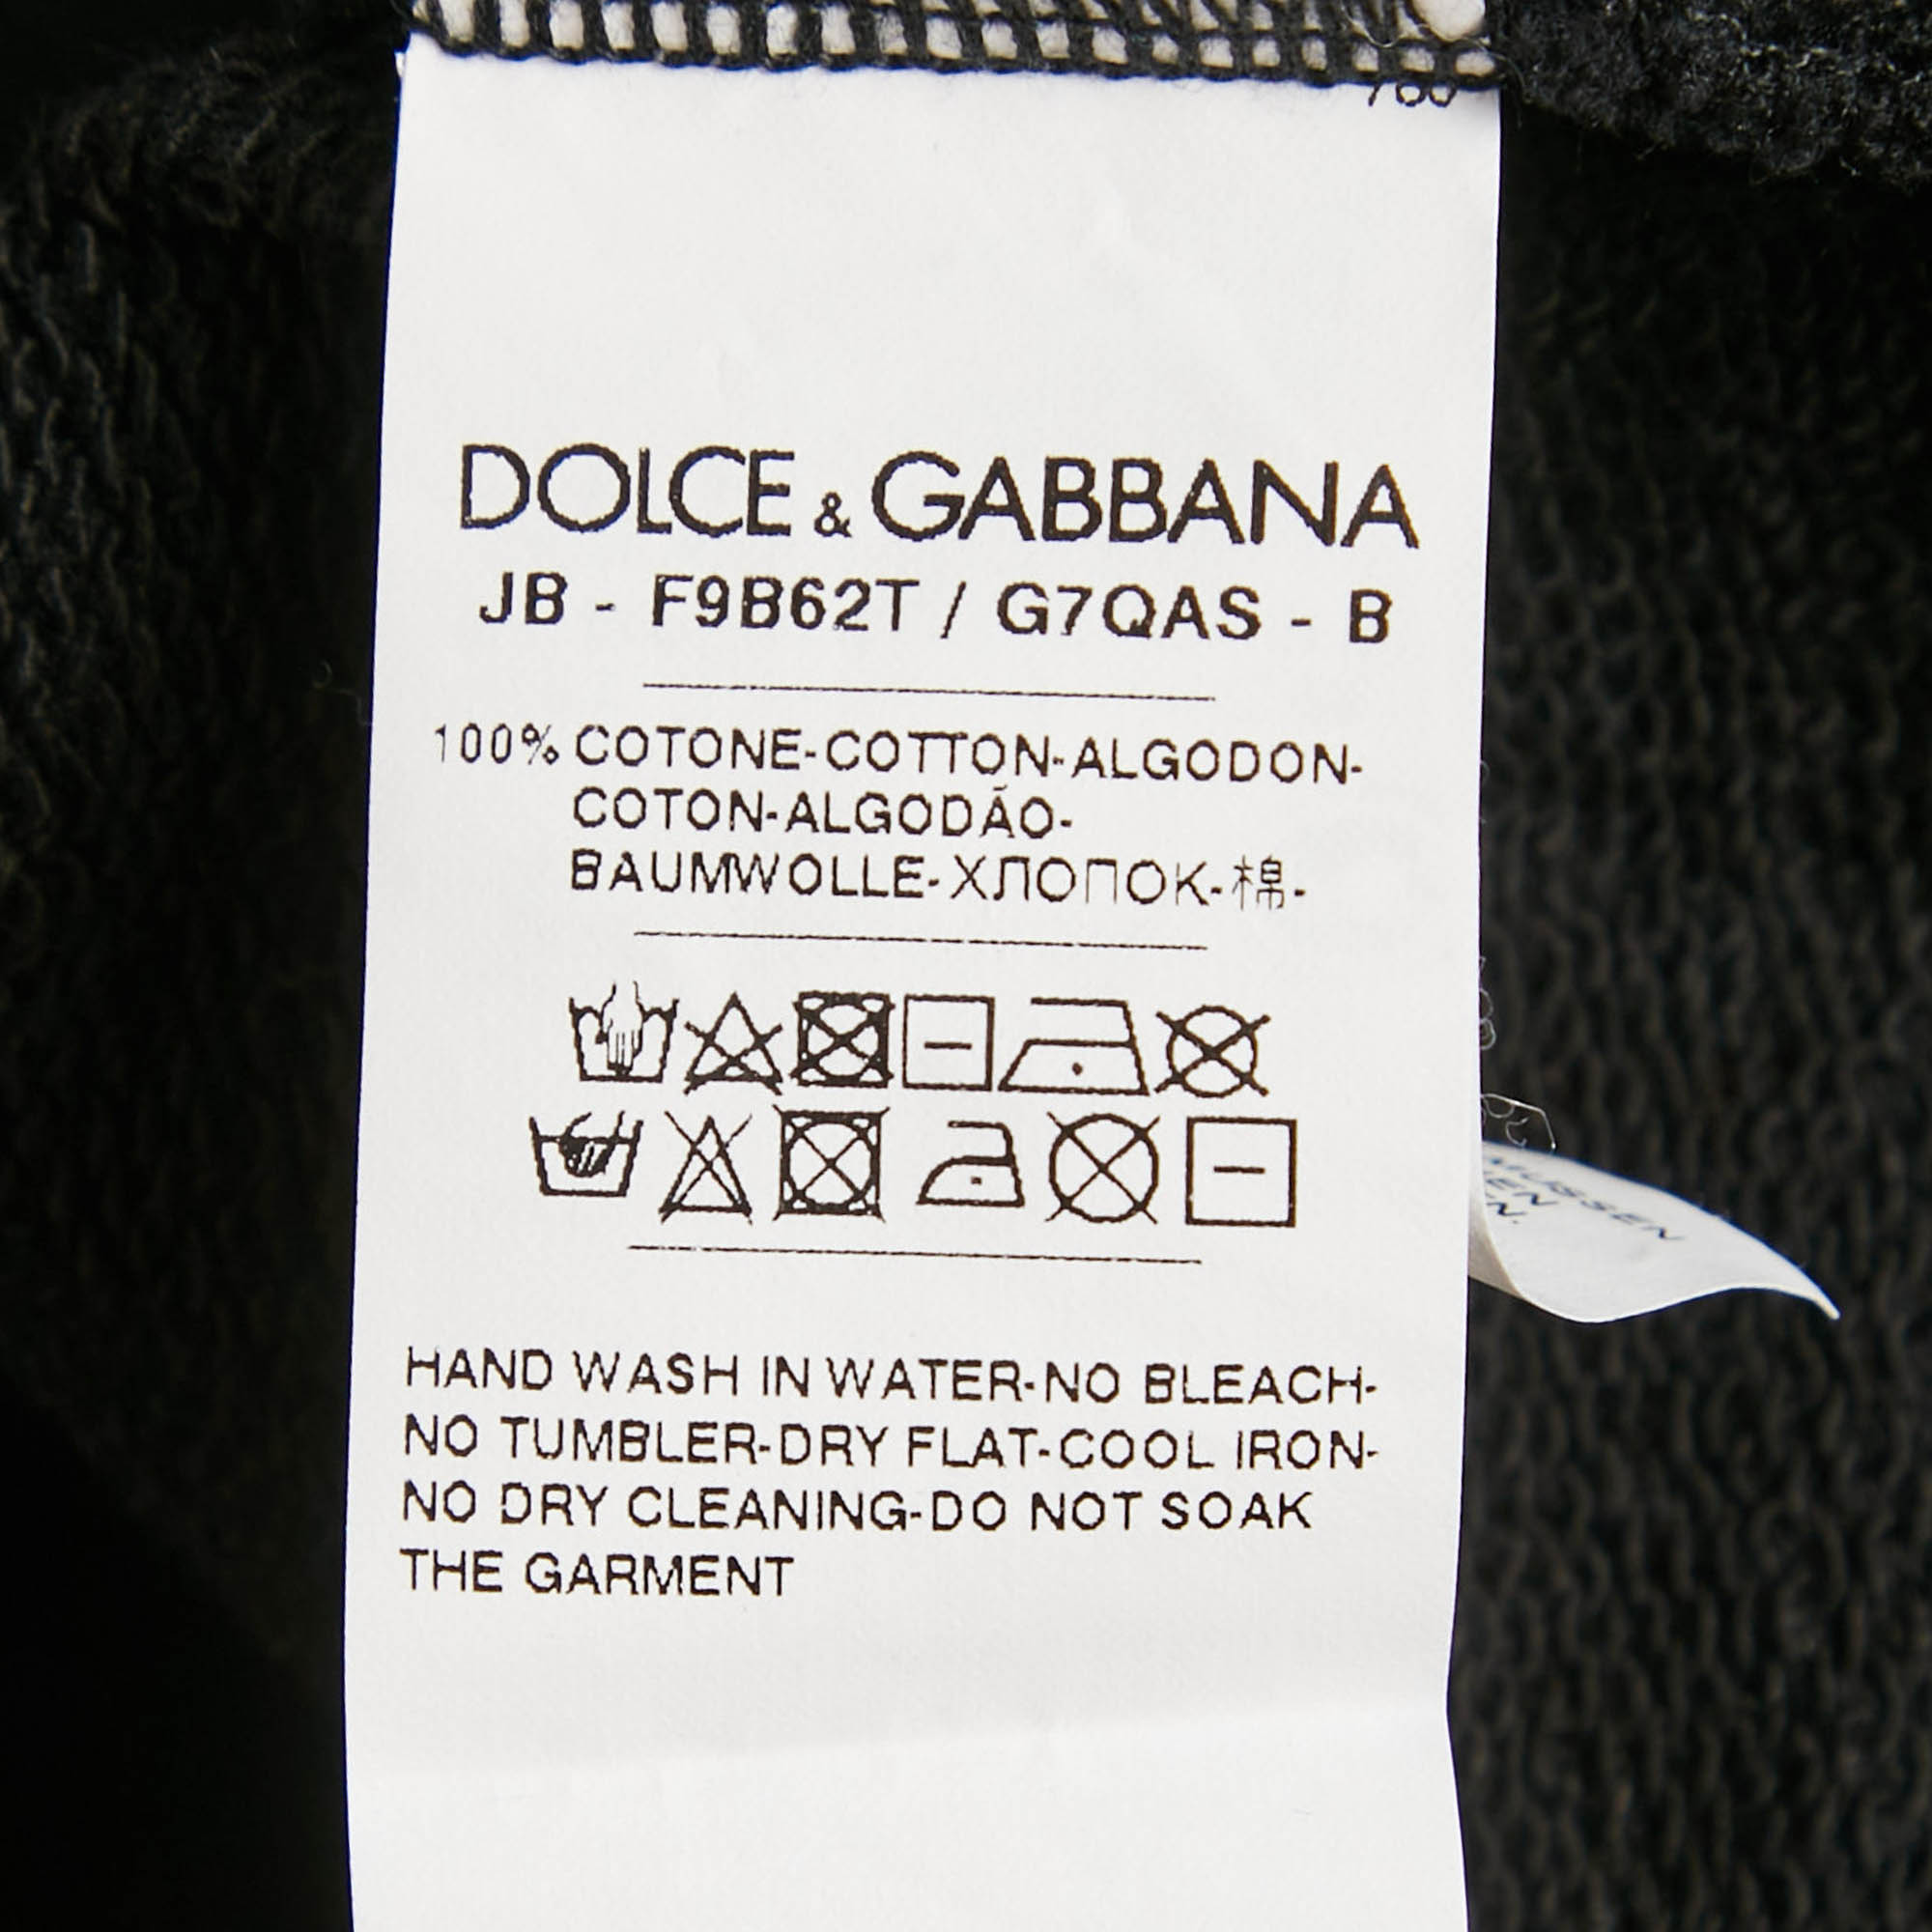 DOLCE & GABBANA
JB - F9B62T / G7QAS - B
100% COTONE-COTTON-ALGODON-
COTON-ALGODÃO-
BAUMWOLLE-ХЛОПОК-棉-
HAND WASH IN WATER-NO BLEACH-
NO TUMBLER-DRY FLAT-COOL IRON-
NO DRY CLEANING-DO NOT SOAK
THE GARMENT